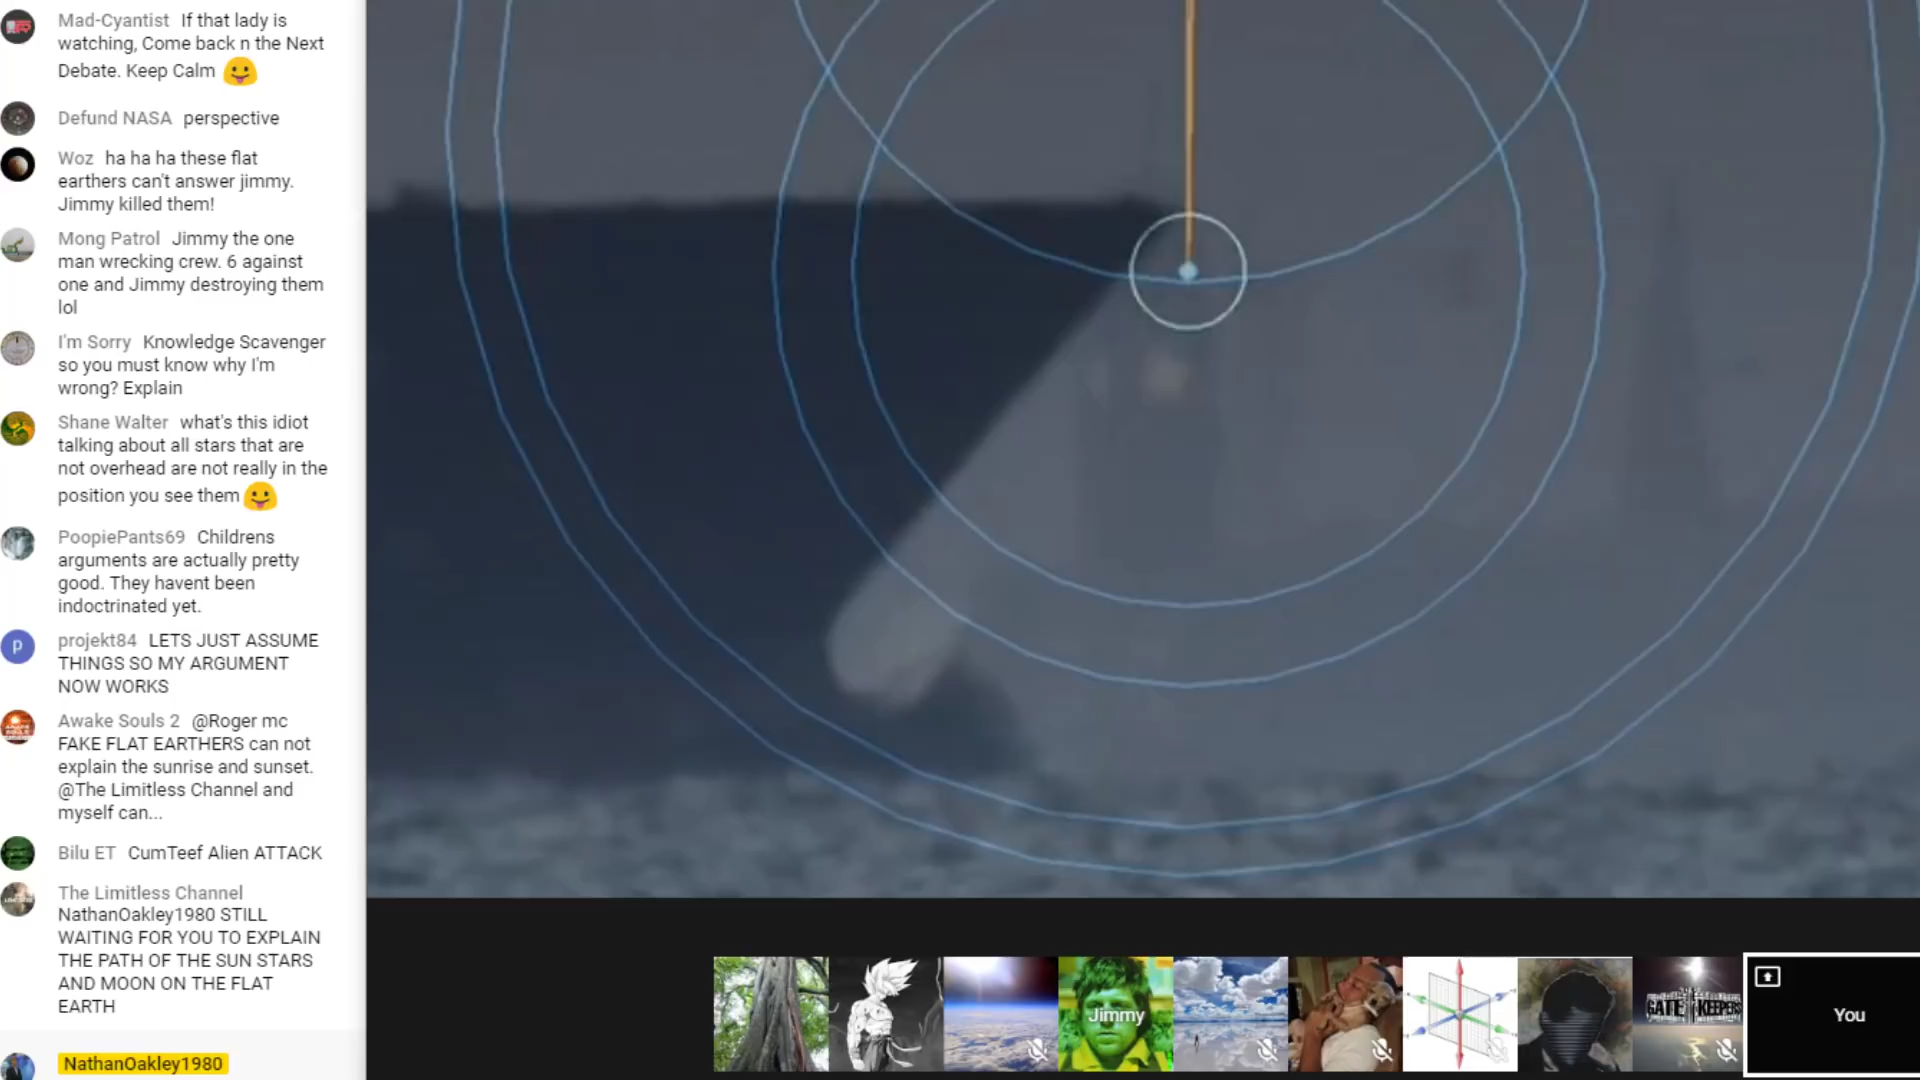 Mad-Cyantist If that lady is
watching, Come back n the Next
Debate. Keep Calm
Defund NASA perspective
Woz ha ha ha these flat
earthers can't answer jimmy.
Jimmy killed them!
Mong Patrol Jimmy the one
man wrecking crew. 6 against
one and Jimmy destroying them
lol
I'm Sorry Knowledge Scavenger
so you must know why I'm
wrong? Explain
Shane Walter what's this idiot
talking about all stars that are
not overhead are not really in the
position you see them
PoopiePants69 Childrens
arguments are actually pretty
good. They havent been
indoctrinated yet.
p
projekt84 LETS JUST ASSUME
THINGS SO MY ARGUMENT
NOW WORKS
Awake Souls 2 @Roger mc
FAKE FLAT EARTHERS can not
explain the sunrise and sunset.
@The Limitless Channel and
myself can...
Bilu ET CumTeef Alien ATTACK
The Limitless Channel
NathanOakley1980 STILL
WAITING FOR YOU TO EXPLAIN
THE PATH OF THE SUN STARS
AND MOON ON THE FLAT
EARTH
NathanOakley1980
Jimmy
GATE KEEPERS
You